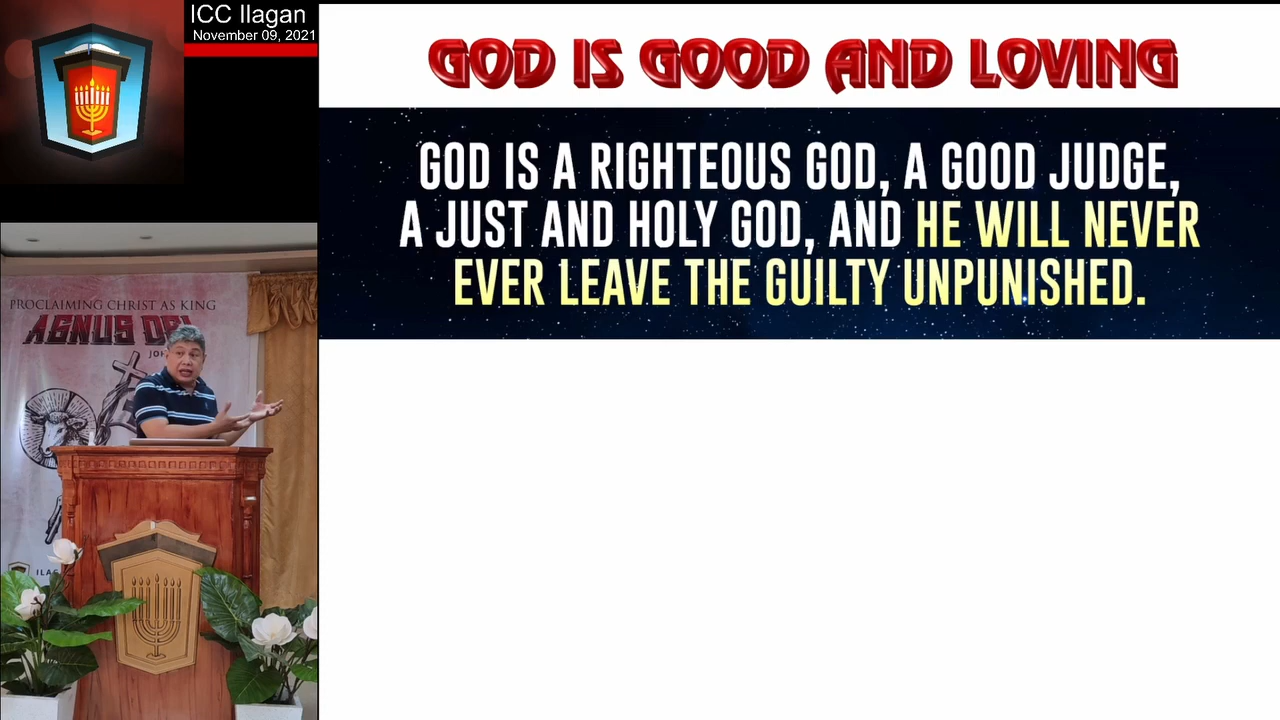 ICC Ilagan
November 09, 2021
GOD IS GOOD AND LOVING
GOD IS A RIGHTEOUS GOD, A GOOD JUDGE,
A JUST AND HOLY GOD, AND HE WILL NEVER
EVER LEAVE THE GUILTY UNPUNISHED.
PROCLAIMING CHRIST AS KING
AGNUS DEI